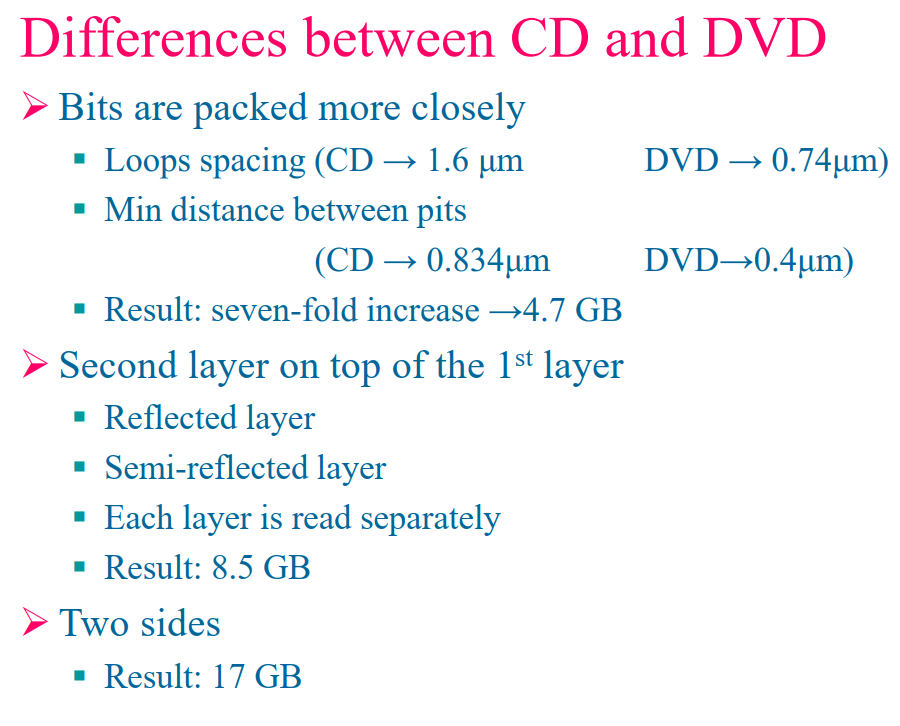 Differences between CD and DVD
➢ Bits are packed more closely
▪ Loops spacing (CD → 1.6 μm DVD → 0.74μm)
▪ Min distance between pits
(CD → 0.834μm DVD→0.4μm)
▪ Result: seven-fold increase →4.7 GB
➢ Second layer on top of the 1st layer
▪ Reflected layer
▪ Semi-reflected layer
▪ Each layer is read separately
▪ Result: 8.5 GB
➢ Two sides
▪ Result: 17 GB